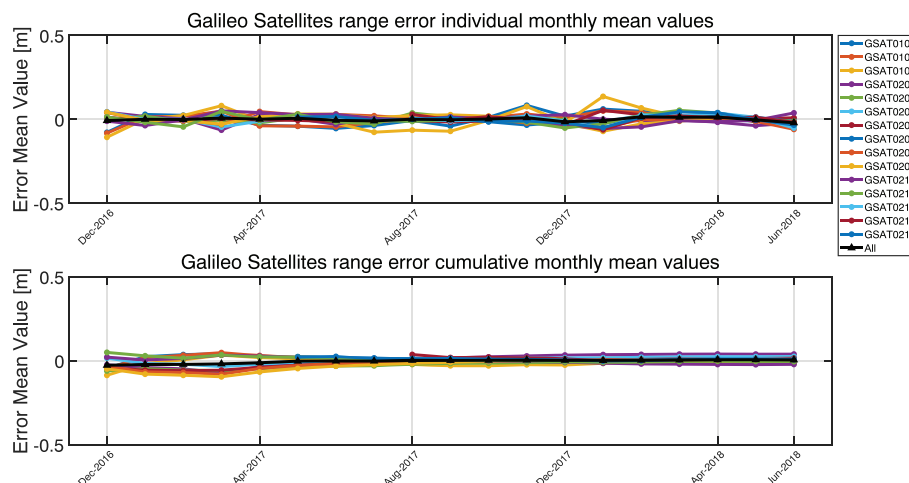 Galileo Satellites range error individual monthly mean values
Error Mean Value [m]
0.5
0
-0.5
Dec-2016
Apr-2017
Aug-2017
Dec-2017
Apr-2018
Jun-2018
GSAT010
GSAT010
GSAT010
GSAT020
GSAT020
GSAT020
GSAT020
GSAT020
GSAT020
GSAT020
GSAT021
GSAT021
GSAT021
GSAT021
GSAT021
All
Galileo Satellites range error cumulative monthly mean values
Error Mean Value [m]
0.5
0
-0.5
Dec-2016
Apr-2017
Aug-2017
Dec-2017
Apr-2018
Jun-2018